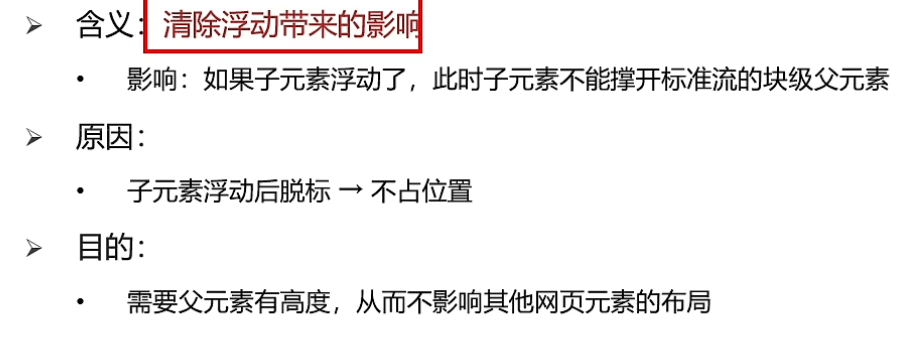 含义：清除浮动带来的影响
影响：如果子元素浮动了，此时子元素不能撑开标准流的块级父元素
原因：
子元素浮动后脱标 → 不占位置
目的：
需要父元素有高度，从而不影响其他网页元素的布局